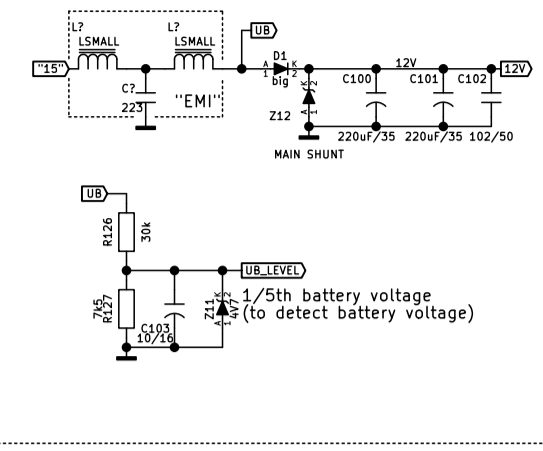 L?
LSMALL
L?
LSMALL
UB
"15"
C?
223
"EMI"
D1
A
1
K
2
big
12V
12V
C100
C101
C102
K
2
A
1
Z12
220uF/35
220uF/35
102/50
MAIN SHUNT
UB
R126
30k
UB_LEVEL
7k5
R127
C103
10/16
Z11
K
2
A
1
4V7
1/5th battery voltage
(to detect battery voltage)